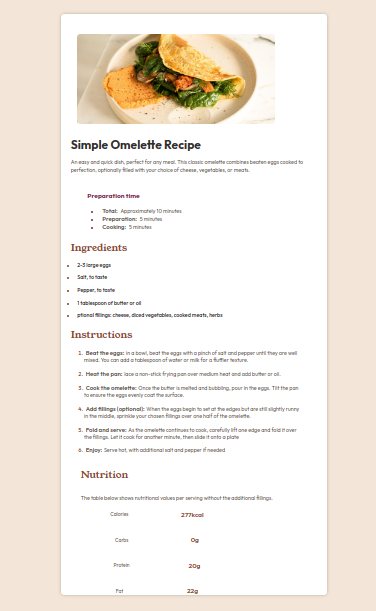 Simple Omelette Recipe
An easy and quick dish, perfect for any meal. This classic omelette combines beaten eggs cooked to
perfection, optionally filled with your choice of cheese, vegetables, or meats.
Preparation time
• Total: Approximately 10 minutes
• Preparation: 5 minutes
• Cooking: 5 minutes
Ingredients
• 2-3 large eggs
• Salt, to taste
• Pepper, to taste
• 1 tablespoon of butter or oil
• ptional fillings: cheese, diced vegetables, cooked meats, herbs
Instructions
1. Beat the eggs: in a bowl, beat the eggs with a pinch of salt and pepper until they are well
mixed. You can add a tablespoon of water or milk for a fluffier texture.
2. Heat the pan: lace a non-stick frying pan over medium heat and add butter or oil.
3. Cook the omelette: Once the butter is melted and bubbling, pour in the eggs. Tilt the pan
to ensure the eggs evenly coat the surface.
4. Add fillings (optional): When the eggs begin to set at the edges but are still slightly runny
in the middle, sprinkle your chosen fillings over one half of the omelette.
5. Fold and serve: As the omelette continues to cook, carefully lift one edge and fold it over
the fillings. Let it cook for another minute, then slide it onto a plate
6. Enjoy: Serve hot, with additional salt and pepper if needed.
Nutrition
The table below shows nutritional values per serving without the additional fillings.
Calories 277kcal
Carbs 0g
Protein 20g
Fat 22g